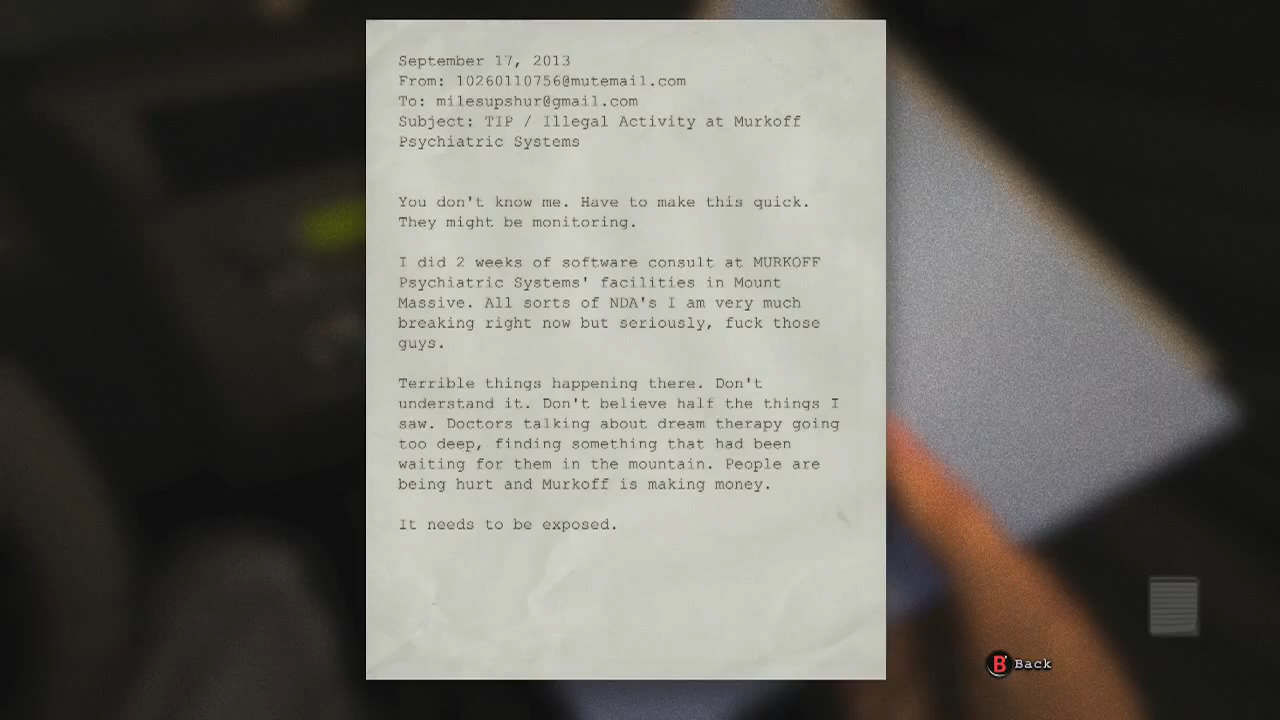 September 17, 2013
From: 10260110756@mutemail.com
To: milesupshur@gmail.com
Subject: TIP / Illegal Activity at Murkoff
Psychiatric Systems
You don't know me. Have to make this quick.
They might be monitoring.
I did 2 weeks of software consult at MURKOFF
Psychiatric Systems' facilities in Mount
Massive. All sorts of NDA's I am very much
breaking right now but seriously, fuck those
guys.
Terrible things happening there. Don't
understand it. Don't believe half the things I
saw. Doctors talking about dream therapy going
too deep, finding something that had been
waiting for them in the mountain. People are
being hurt and Murkoff is making money.
It needs to be exposed.
B Back